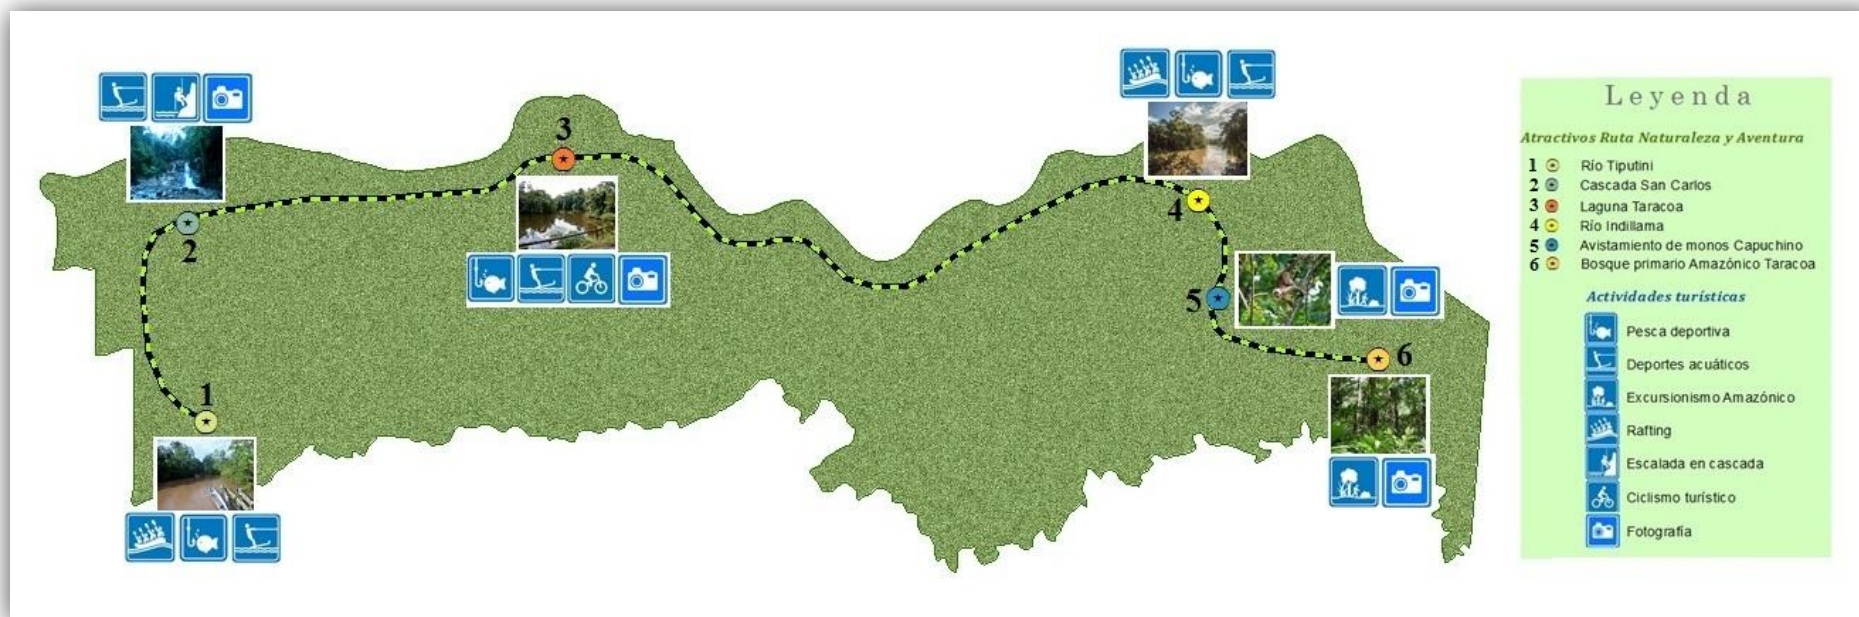 3
2
4
5
6
1
Leyenda
Atractivos Ruta Naturaleza y Aventura
1 Río Tiputini
2 Cascada San Carlos
3 Laguna Taracoa
4 Río Indillama
5 Avistamiento de monos Capuchino
6 Bosque primario Amazónico Taracoa
Actividades turísticas
Pesca deportiva
Deportes acuáticos
Excursionismo Amazónico
Rafting
Escalada en cascada
Ciclismo turístico
Fotografía